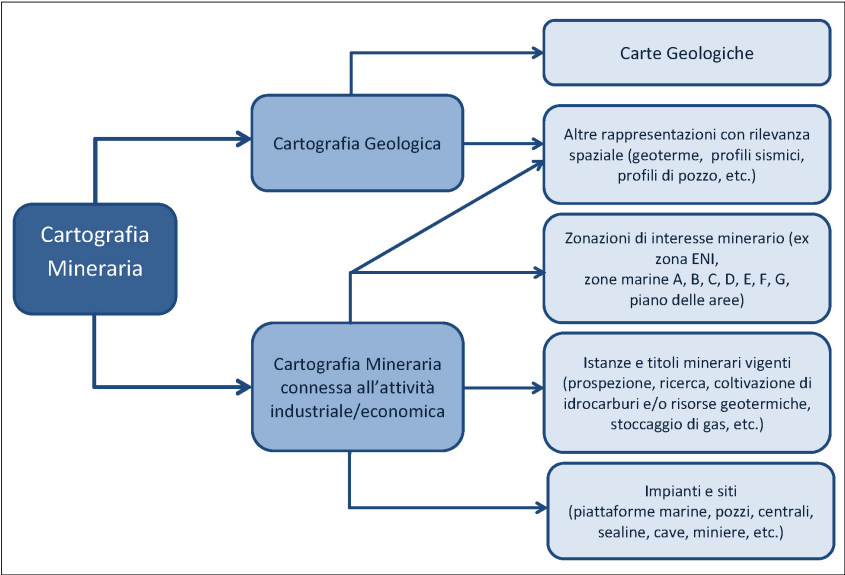 Cartografia
Mineraria
Cartografia Geologica
Cartografia Mineraria
connessa all'attività
industriale/economica
Carte Geologiche
Altre rappresentazioni con rilevanza
spaziale (geoterme, profili sismici,
profili di pozzo, etc.)
Zonazioni di interesse minerario (ex
zona ENI,
zone marine A, B, C, D, E, F, G,
piano delle aree)
Istanze e titoli minerari vigenti
(prospezione, ricerca, coltivazione di
idrocarburi e/o risorse geotermiche,
stoccaggio di gas, etc.)
Impianti e siti
(piattaforme marine, pozzi, centrali,
sealine, cave, miniere, etc.)